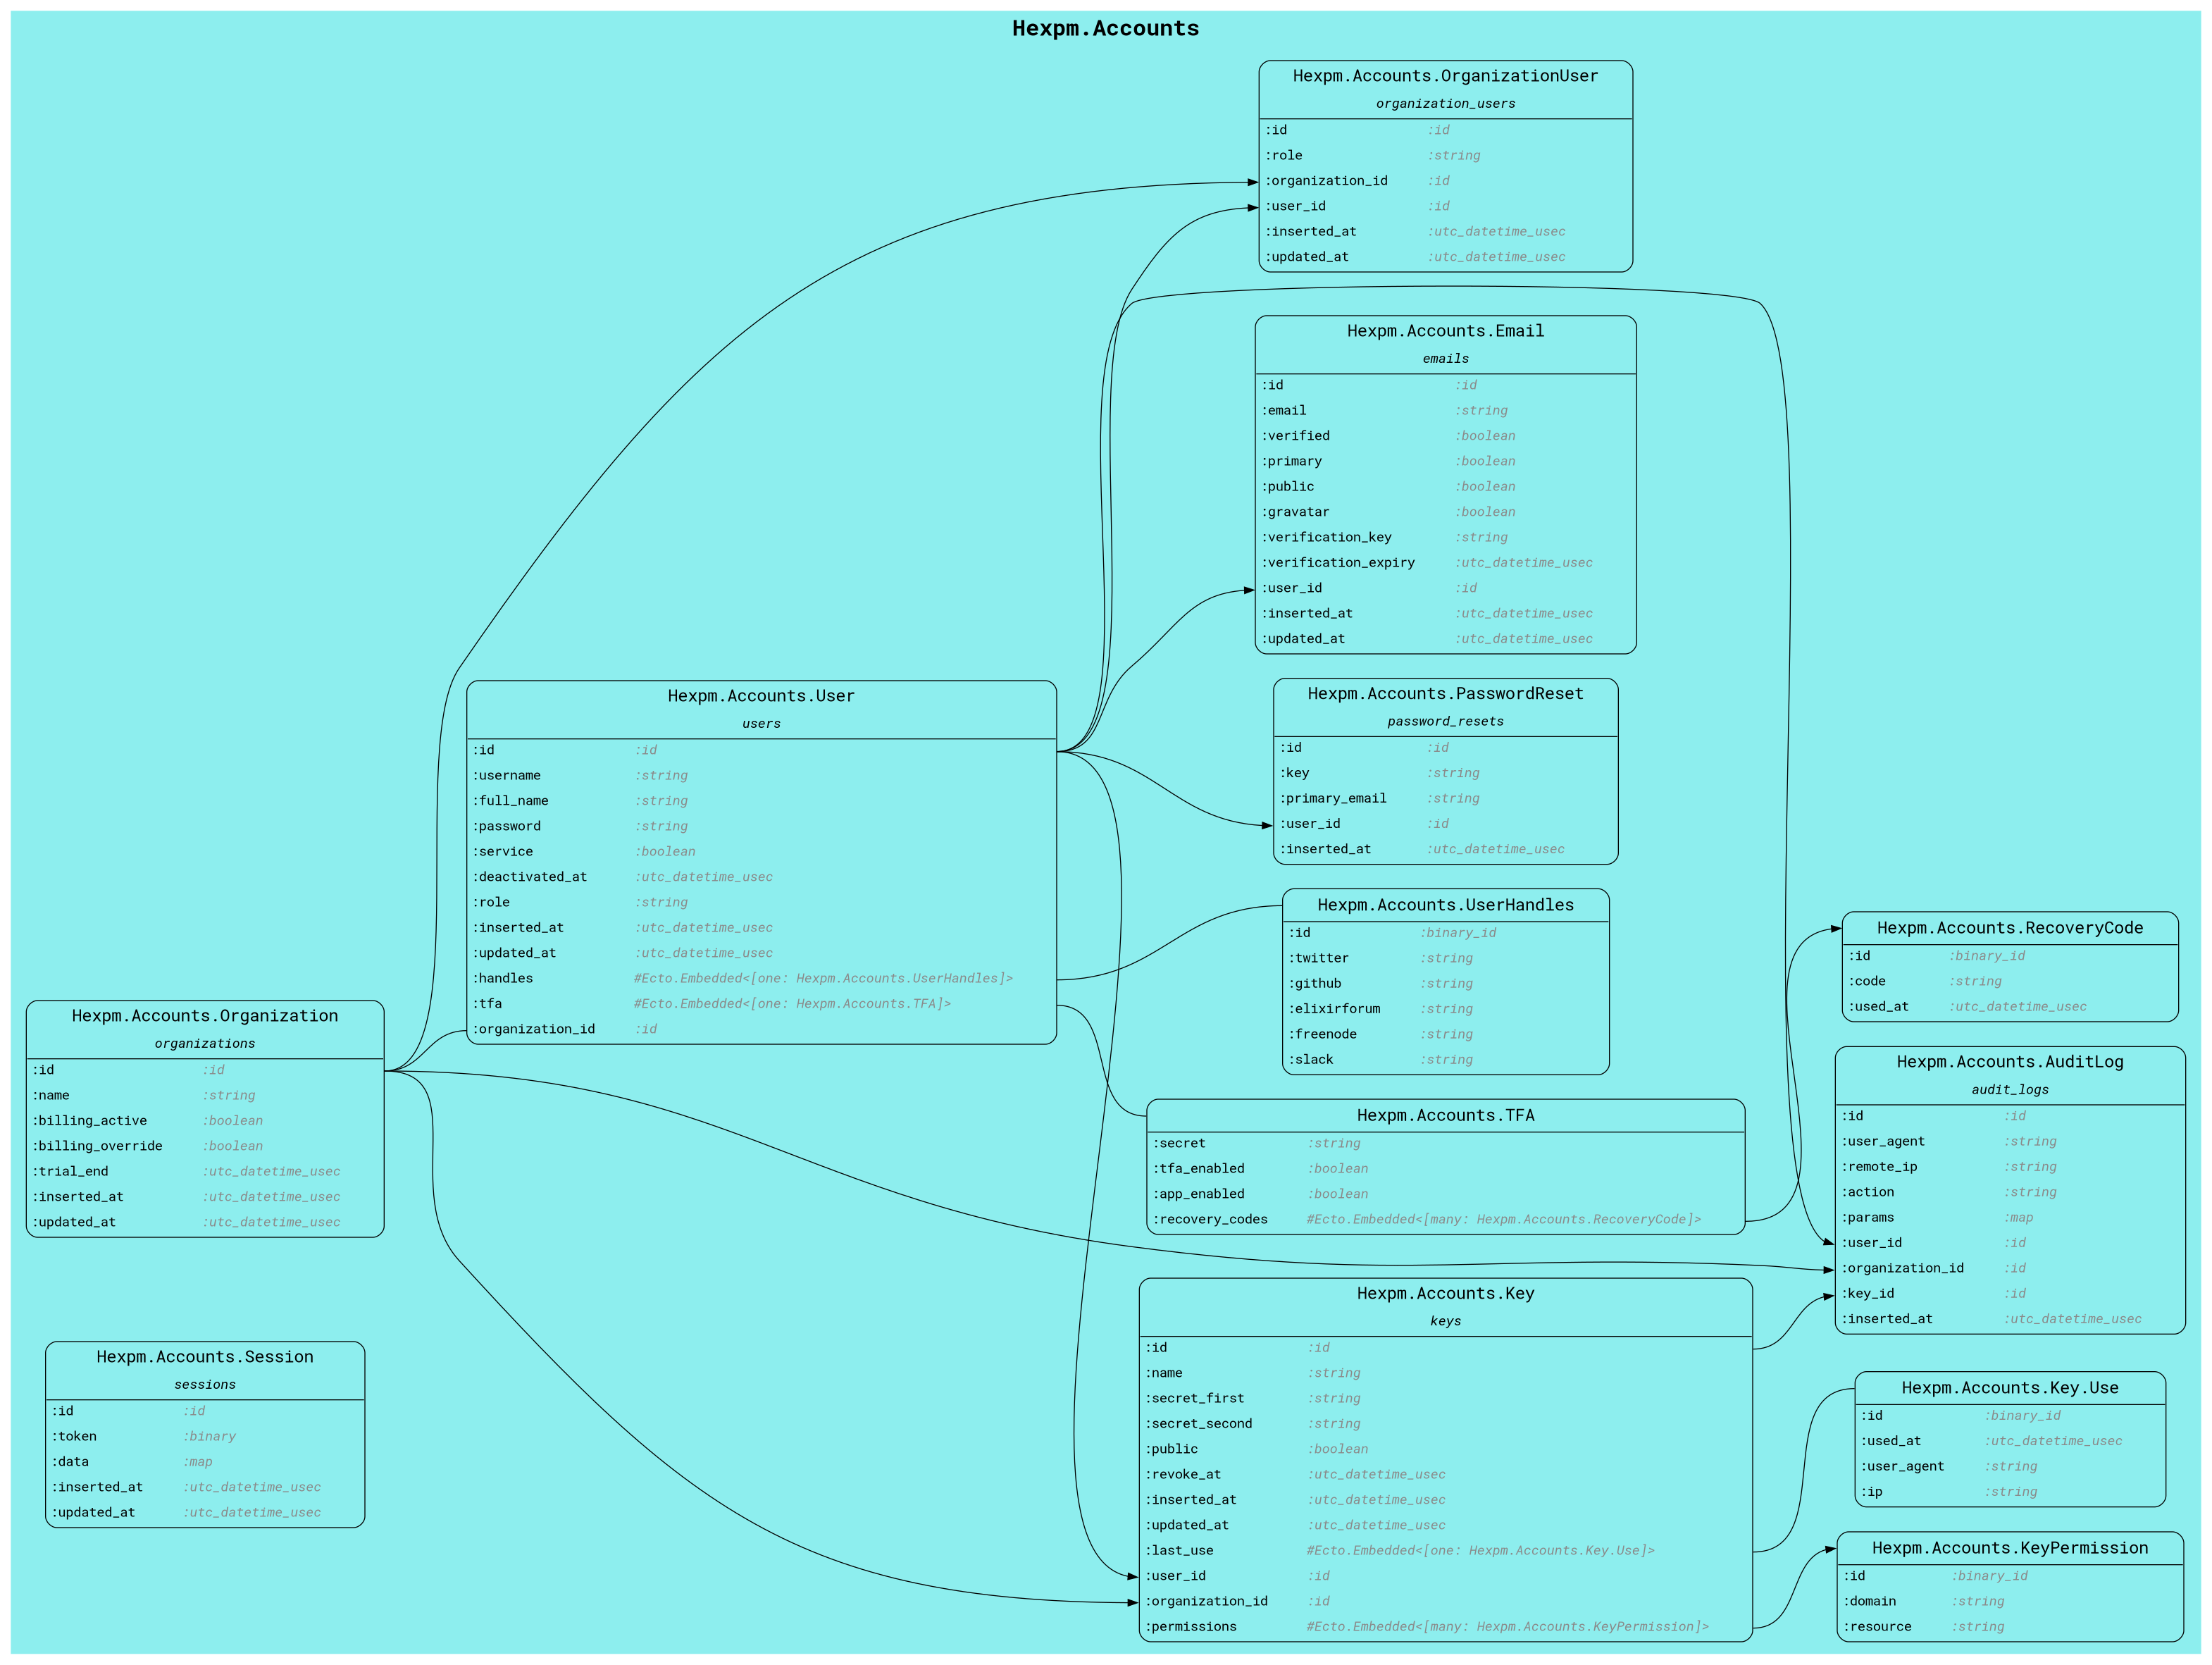 Hexpm.Accounts
Hexpm.Accounts.OrganizationUser
organization_users
:id :id
:role :string
:organization_id :id
:user_id :id
:inserted_at :utc_datetime_usec
:updated_at :utc_datetime_usec
Hexpm.Accounts.Email
emails
:id :id
:email :string
:verified :boolean
:primary :boolean
:public :boolean
:gravatar :boolean
:verification_key :string
:verification_expiry :utc_datetime_usec
:user_id :id
:inserted_at :utc_datetime_usec
:updated_at :utc_datetime_usec
Hexpm.Accounts.User
users
:id :id
:username :string
:full_name :string
:password :string
:service :boolean
:deactivated_at :utc_datetime_usec
:role :string
:inserted_at :utc_datetime_usec
:updated_at :utc_datetime_usec
:handles #Ecto.Embedded<[one: Hexpm.Accounts.UserHandles]>
:tfa #Ecto.Embedded<[one: Hexpm.Accounts.TFA]>
:organization_id :id
Hexpm.Accounts.PasswordReset
password_resets
:id :id
:key :string
:primary_email :string
:user_id :id
:inserted_at :utc_datetime_usec
Hexpm.Accounts.UserHandles
:id :binary_id
:twitter :string
:github :string
:elixirforum :string
:freenode :string
:slack :string
Hexpm.Accounts.RecoveryCode
:id :binary_id
:code :string
:used_at :utc_datetime_usec
Hexpm.Accounts.Organization
organizations
:id :id
:name :string
:billing_active :boolean
:billing_override :boolean
:trial_end :utc_datetime_usec
:inserted_at :utc_datetime_usec
:updated_at :utc_datetime_usec
Hexpm.Accounts.TFA
:secret :string
:tfa_enabled :boolean
:app_enabled :boolean
:recovery_codes #Ecto.Embedded<[many: Hexpm.Accounts.RecoveryCode]>
Hexpm.Accounts.AuditLog
audit_logs
:id :id
:user_agent :string
:remote_ip :string
:action :string
:params :map
:user_id :id
:organization_id :id
:key_id :id
:inserted_at :utc_datetime_usec
Hexpm.Accounts.Session
sessions
:id :id
:token :binary
:data :map
:inserted_at :utc_datetime_usec
:updated_at :utc_datetime_usec
Hexpm.Accounts.Key
keys
:id :id
:name :string
:secret_first :string
:secret_second :string
:public :boolean
:revoke_at :utc_datetime_usec
:inserted_at :utc_datetime_usec
:updated_at :utc_datetime_usec
:last_use #Ecto.Embedded<[one: Hexpm.Accounts.Key.Use]>
:user_id :id
:organization_id :id
:permissions #Ecto.Embedded<[many: Hexpm.Accounts.KeyPermission]>
Hexpm.Accounts.Key.Use
:id :binary_id
:used_at :utc_datetime_usec
:user_agent :string
:ip :string
Hexpm.Accounts.KeyPermission
:id :binary_id
:domain :string
:resource :string